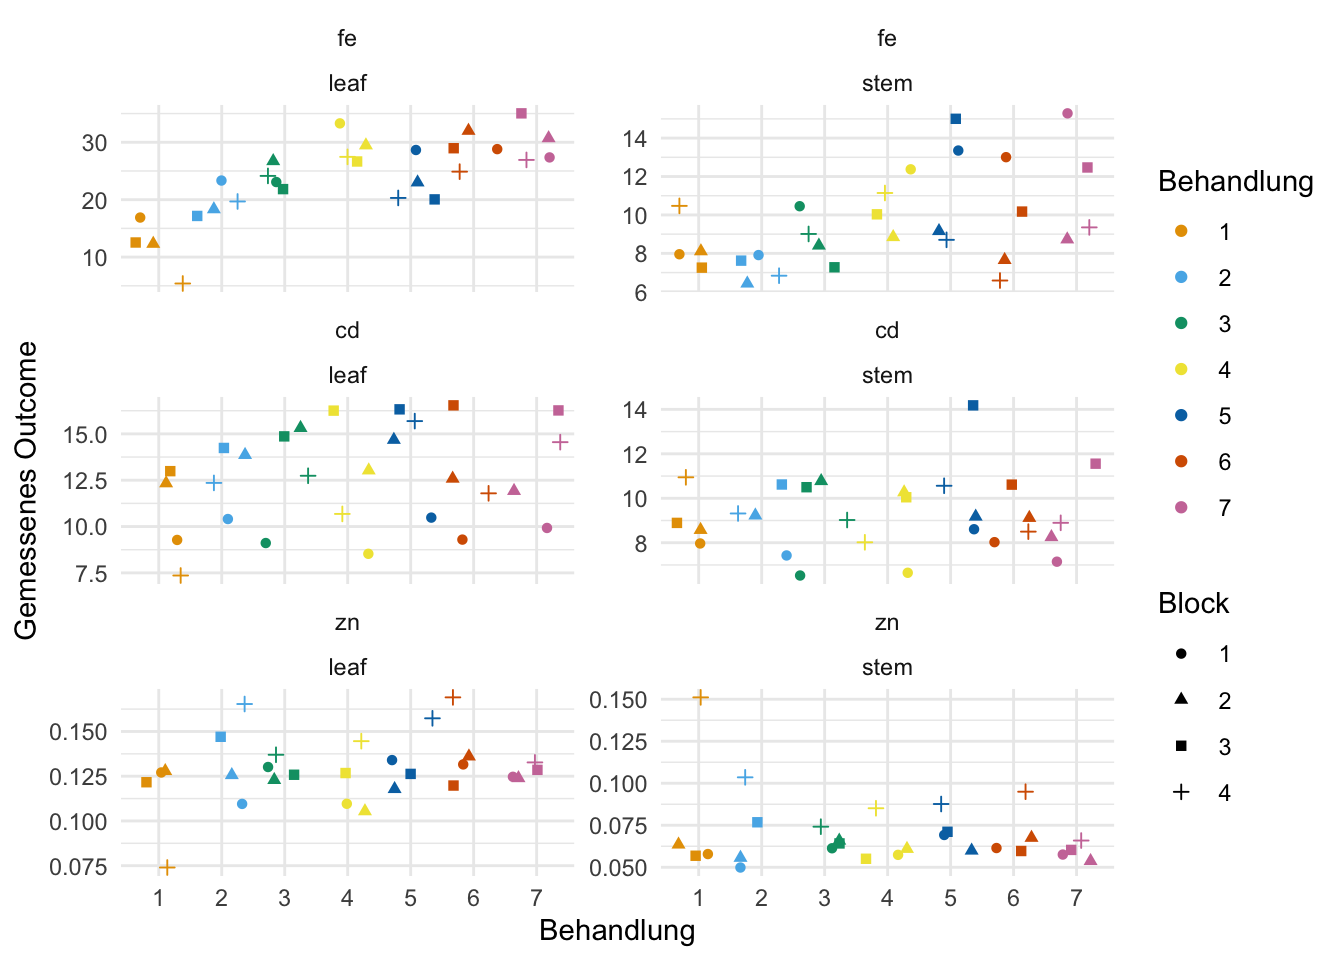 fe
leaf
30
20
10
fe
stem
14
12
10
8
6
cd
leaf
15.0
12.5
10.0
7.5
cd
stem
14
12
10
8
zn
leaf
0.150
0.125
0.100
0.075
1 2 3 4 5 6 7
zn
stem
0.150
0.125
0.100
0.075
0.050
1 2 3 4 5 6 7
Gemessenes Outcome
Behandlung
Behandlung
1
2
3
4
5
6
7
Block
1
2
3
4